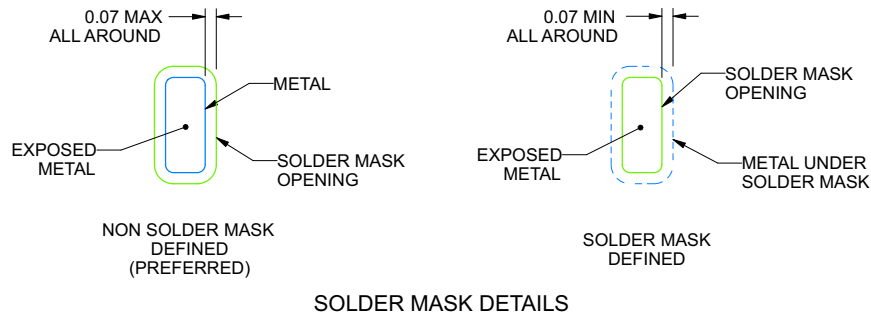 0.07 MAX
ALL AROUND
METAL
EXPOSED
METAL
SOLDER MASK
OPENING
NON SOLDER MASK
DEFINED
(PREFERRED)
0.07 MIN
ALL AROUND
SOLDER MASK
OPENING
EXPOSED
METAL
METAL UNDER
SOLDER MASK
SOLDER MASK
DEFINED
SOLDER MASK DETAILS